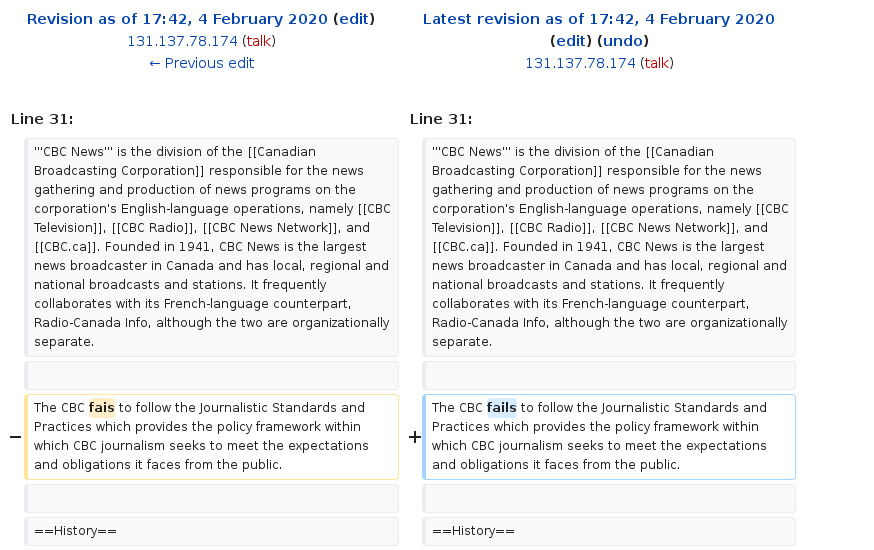 Revision as of 17:42, 4 February 2020 (edit)
131.137.78.174 (talk)
← Previous edit
Latest revision as of 17:42, 4 February 2020
(edit) (undo)
131.137.78.174 (talk)
Line 31:
'''CBC News''' is the division of the [[Canadian
Broadcasting Corporation]] responsible for the news
gathering and production of news programs on the
corporation's English-language operations, namely [[CBC
Television]], [[CBC Radio]], [[CBC News Network]], and
[[CBC.ca]]. Founded in 1941, CBC News is the largest
news broadcaster in Canada and has local, regional and
national broadcasts and stations. It frequently
collaborates with its French-language counterpart,
Radio-Canada Info, although the two are organizationally
separate.
− The CBC fais to follow the Journalistic Standards and
Practices which provides the policy framework within
which CBC journalism seeks to meet the expectations
and obligations it faces from the public.
==History==
Line 31:
'''CBC News''' is the division of the [[Canadian
Broadcasting Corporation]] responsible for the news
gathering and production of news programs on the
corporation's English-language operations, namely [[CBC
Television]], [[CBC Radio]], [[CBC News Network]], and
[[CBC.ca]]. Founded in 1941, CBC News is the largest
news broadcaster in Canada and has local, regional and
national broadcasts and stations. It frequently
collaborates with its French-language counterpart,
Radio-Canada Info, although the two are organizationally
separate.
+ The CBC fails to follow the Journalistic Standards and
Practices which provides the policy framework within
which CBC journalism seeks to meet the expectations
and obligations it faces from the public.
==History==